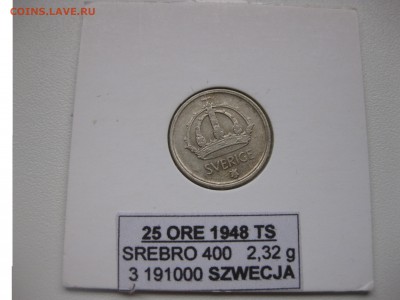 COINS.LAVE.RU
SVERIGE
25 ORE 1948 TS
SREBRO 400 2,32 g
3 191000 SZWECJA